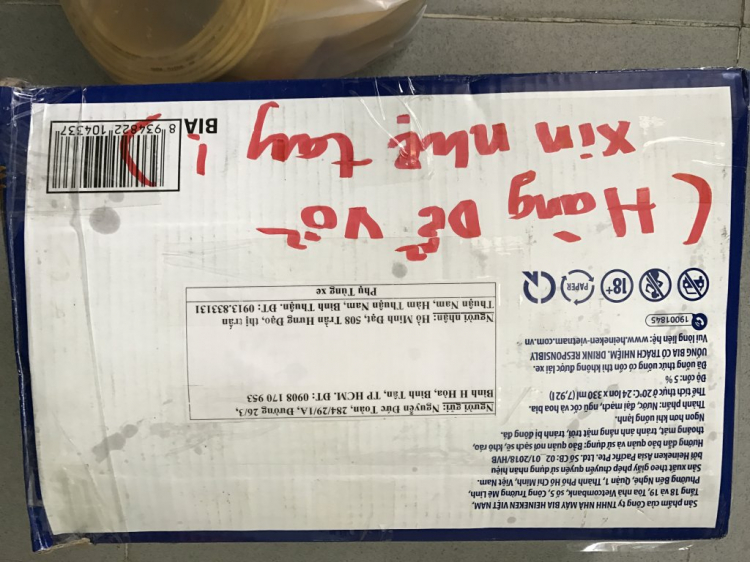 Sản phẩm của Công ty TNHH NHÀ MÁY BIA HEINEKEN VIỆT NAM,
Tầng 18 và 19, Tòa nhà Vietcombank, số 5, Công Trường Mê Linh,
Phường Bến Nghé, Quận 1, Thành Phố Hồ Chí Minh, Việt Nam.
Sản xuất theo giấy phép chuyển quyền sử dụng nhãn hiệu
bởi Heineken Asia Pacific Pte. Ltd. Số CB: 02_01/2018/HVB
Hướng dẫn bảo quản và sử dụng: Bảo quản nơi sạch sẽ, khô ráo,
thoáng mát, tránh ánh nắng mặt trời, tránh bị đông đá.
Ngon hơn khi uống lạnh.
Thành phần: Nước, đại mạch, ngũ cốc và hoa bia.
Thể tích thực ở 20°C: 24 lon x 330 ml (7,92 l)
Độ cồn: 5 %
Đã uống thức uống có cồn thì không được lái xe.
UỐNG BIA CÓ TRÁCH NHIỆM. DRINK RESPONSIBLY
Vui lòng liên hệ: www.heineken-vietnam.com.vn
19001845
18+
PAPER
Người gửi: Nguyễn Đức Toàn, 284/29/1A, Đường 26/3,
Bình H Hòa, Bình Tân, TP HCM. ĐT: 0908 170 953
Người nhận: Hồ Minh Đạt, 508 Trần Hưng Đạo, thị trấn
Thuận Nam, Hàm Thuận Nam, Bình Thuận. ĐT: 0913.833131
Phụ Tùng xe
(Hàng Dễ Vỡ
Xin nhẹ tay !)
BIA
8 934822 104337